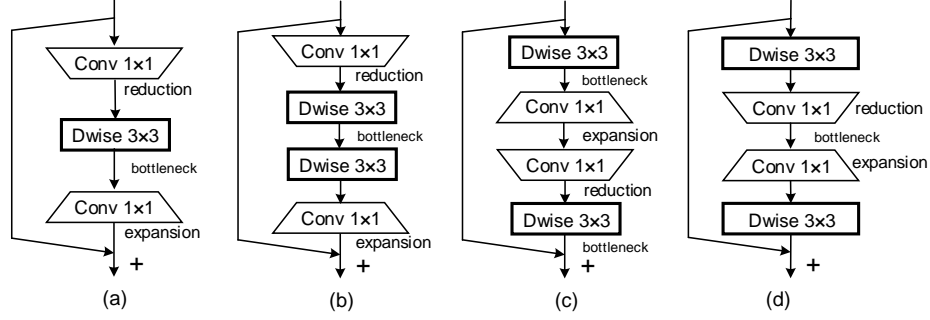 Conv 1×1
reduction
Dwise 3×3
bottleneck
Conv 1×1
expansion
+
(a)
Conv 1×1
reduction
Dwise 3×3
bottleneck
Dwise 3×3
Conv 1×1
expansion
+
(b)
Dwise 3×3
bottleneck
Conv 1×1
expansion
Conv 1×1
reduction
Dwise 3×3
bottleneck
+
(c)
Dwise 3×3
Conv 1×1
reduction
bottleneck
Conv 1×1
expansion
Dwise 3×3
+
(d)